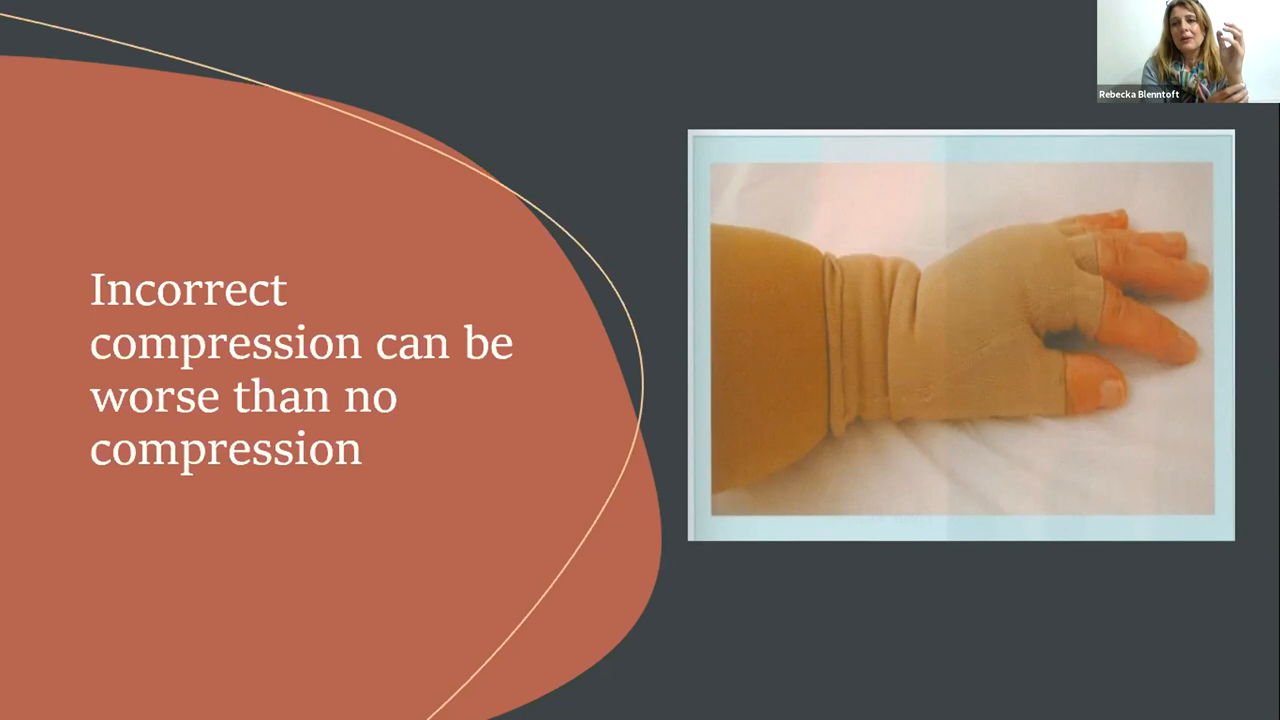 Rebecka Blenntoft
Incorrect
compression can be
worse than no
compression